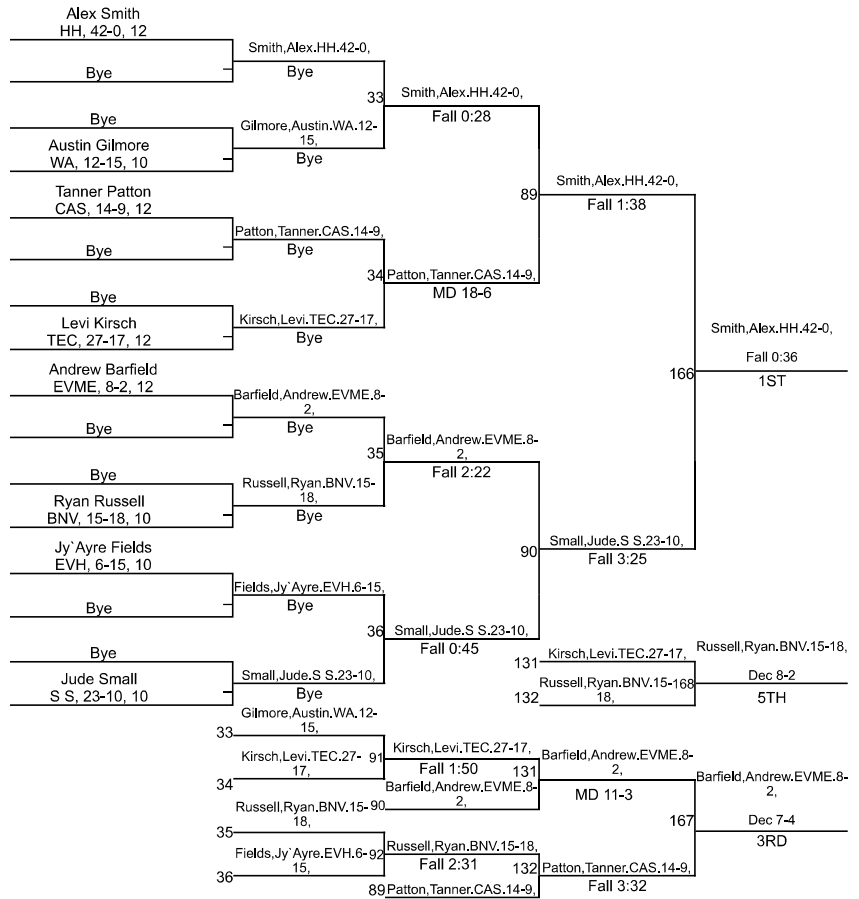 Alex Smith
HH, 42-0, 12
Smith,Alex.HH.42-0,
Bye
Bye
33
Smith,Alex.HH.42-0,
Fall 0:28
Bye
Gilmore,Austin.WA.12-
15,
Bye
Austin Gilmore
WA, 12-15, 10
Tanner Patton
CAS, 14-9, 12
89
Smith,Alex.HH.42-0,
Fall 1:38
Patton,Tanner.CAS.14-9,
Bye
Bye
34
Patton,Tanner.CAS.14-9,
MD 18-6
Bye
Levi Kirsch
TEC, 27-17, 12
Kirsch,Levi.TEC.27-17,
Bye
Smith,Alex.HH.42-0,
Fall 0:36
1ST
166
Andrew Barfield
EVME, 8-2, 12
Barfield,Andrew.EVME.8-
2,
Bye
Bye
35
Barfield,Andrew.EVME.8-
2,
Fall 2:22
Bye
Russell,Ryan.BNV.15-
18,
Bye
Ryan Russell
BNV, 15-18, 10
Jy`Ayre Fields
EVH, 6-15, 10
90
Small,Jude.S S.23-10,
Fall 3:25
Fields,Jy`Ayre.EVH.6-15,
Bye
Bye
36
Small,Jude.S S.23-10,
Fall 0:45
Bye
Jude Small
S S, 23-10, 10
Small,Jude.S S.23-10,
Bye
131
Kirsch,Levi.TEC.27-17,
132
Russell,Ryan.BNV.15-
18,
168
Russell,Ryan.BNV.15-18,
Dec 8-2
5TH
33
Gilmore,Austin.WA.12-
15,
34
Kirsch,Levi.TEC.27-
17,
91
Kirsch,Levi.TEC.27-17,
Fall 1:50
90
Barfield,Andrew.EVME.8-
2,
131
Barfield,Andrew.EVME.8-
2,
MD 11-3
35
Russell,Ryan.BNV.15-
18,
36
Fields,Jy`Ayre.EVH.6-
15,
92
Russell,Ryan.BNV.15-18,
Fall 2:31
89
Patton,Tanner.CAS.14-9,
132
Patton,Tanner.CAS.14-9,
Fall 3:32
167
Barfield,Andrew.EVME.8-
2,
Dec 7-4
3RD